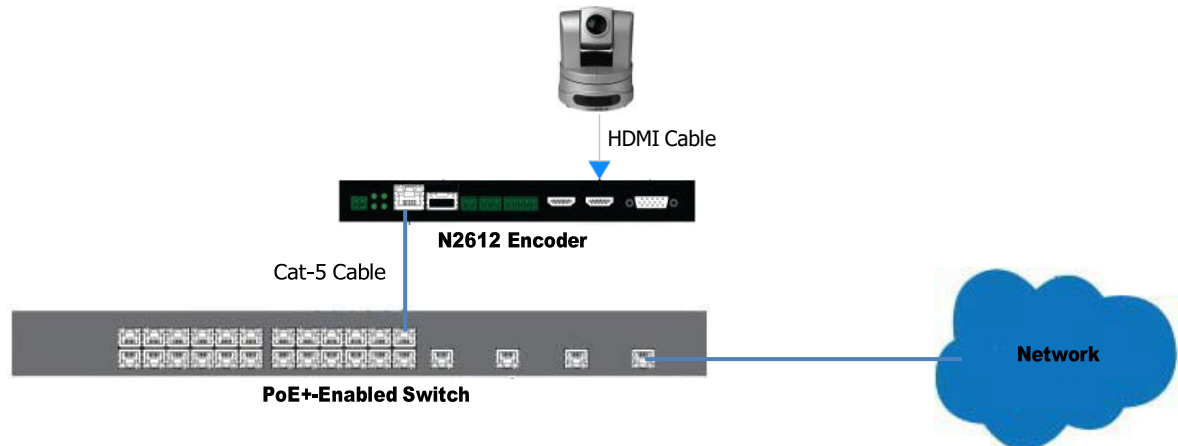 HDMI Cable
N2612 Encoder
Cat-5 Cable
Network
PoE+-Enabled Switch